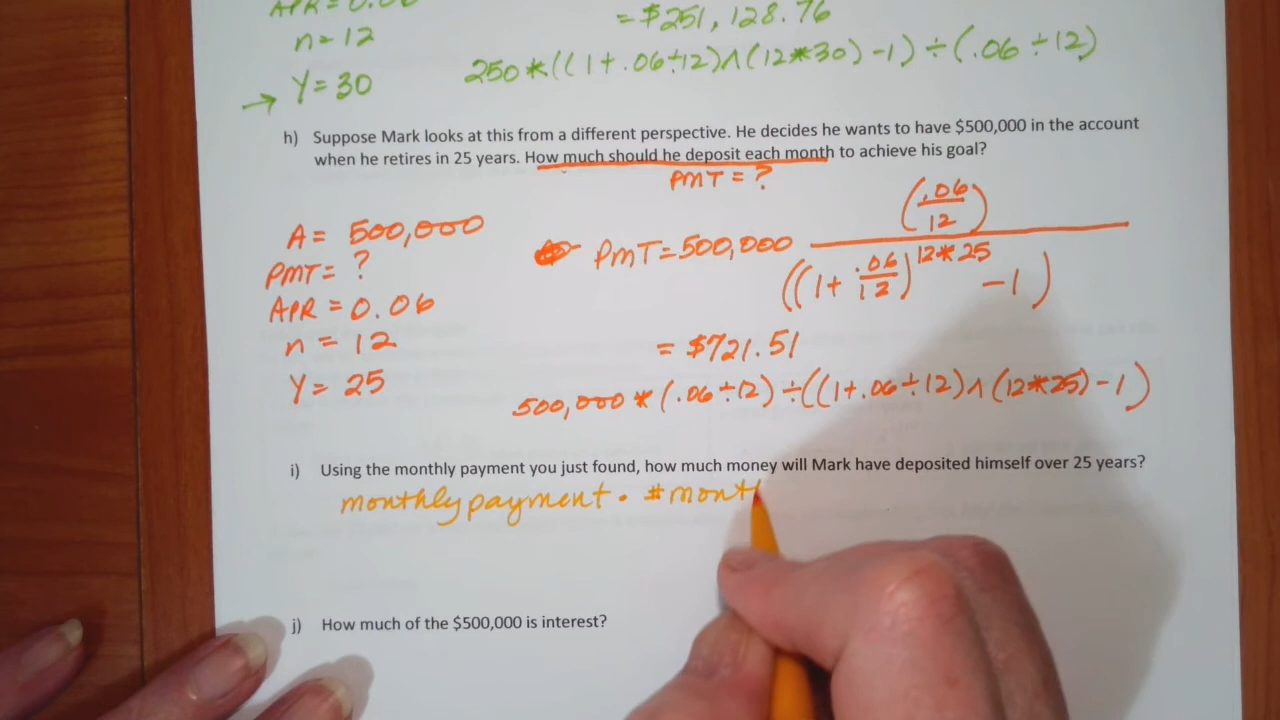 APR = 0.06
= $251,128.76
n = 12
250*((1+.06÷12)∧(12*30)-1)÷(.06÷12)
→ Y = 30
h) Suppose Mark looks at this from a different perspective. He decides he wants to have $500,000 in the account
when he retires in 25 years. How much should he deposit each month to achieve his goal?
PMT = ?
A = 500,000
PMT = 500,000 (.06/12) / ((1+.06/12)^12*25 -1)
PMT = ?
APR = 0.06
n = 12
= $721.51
Y = 25
500,000*(.06÷12)÷((1+.06÷12)∧(12*25)-1)
i) Using the monthly payment you just found, how much money will Mark have deposited himself over 25 years?
monthly payment · #month
j) How much of the $500,000 is interest?